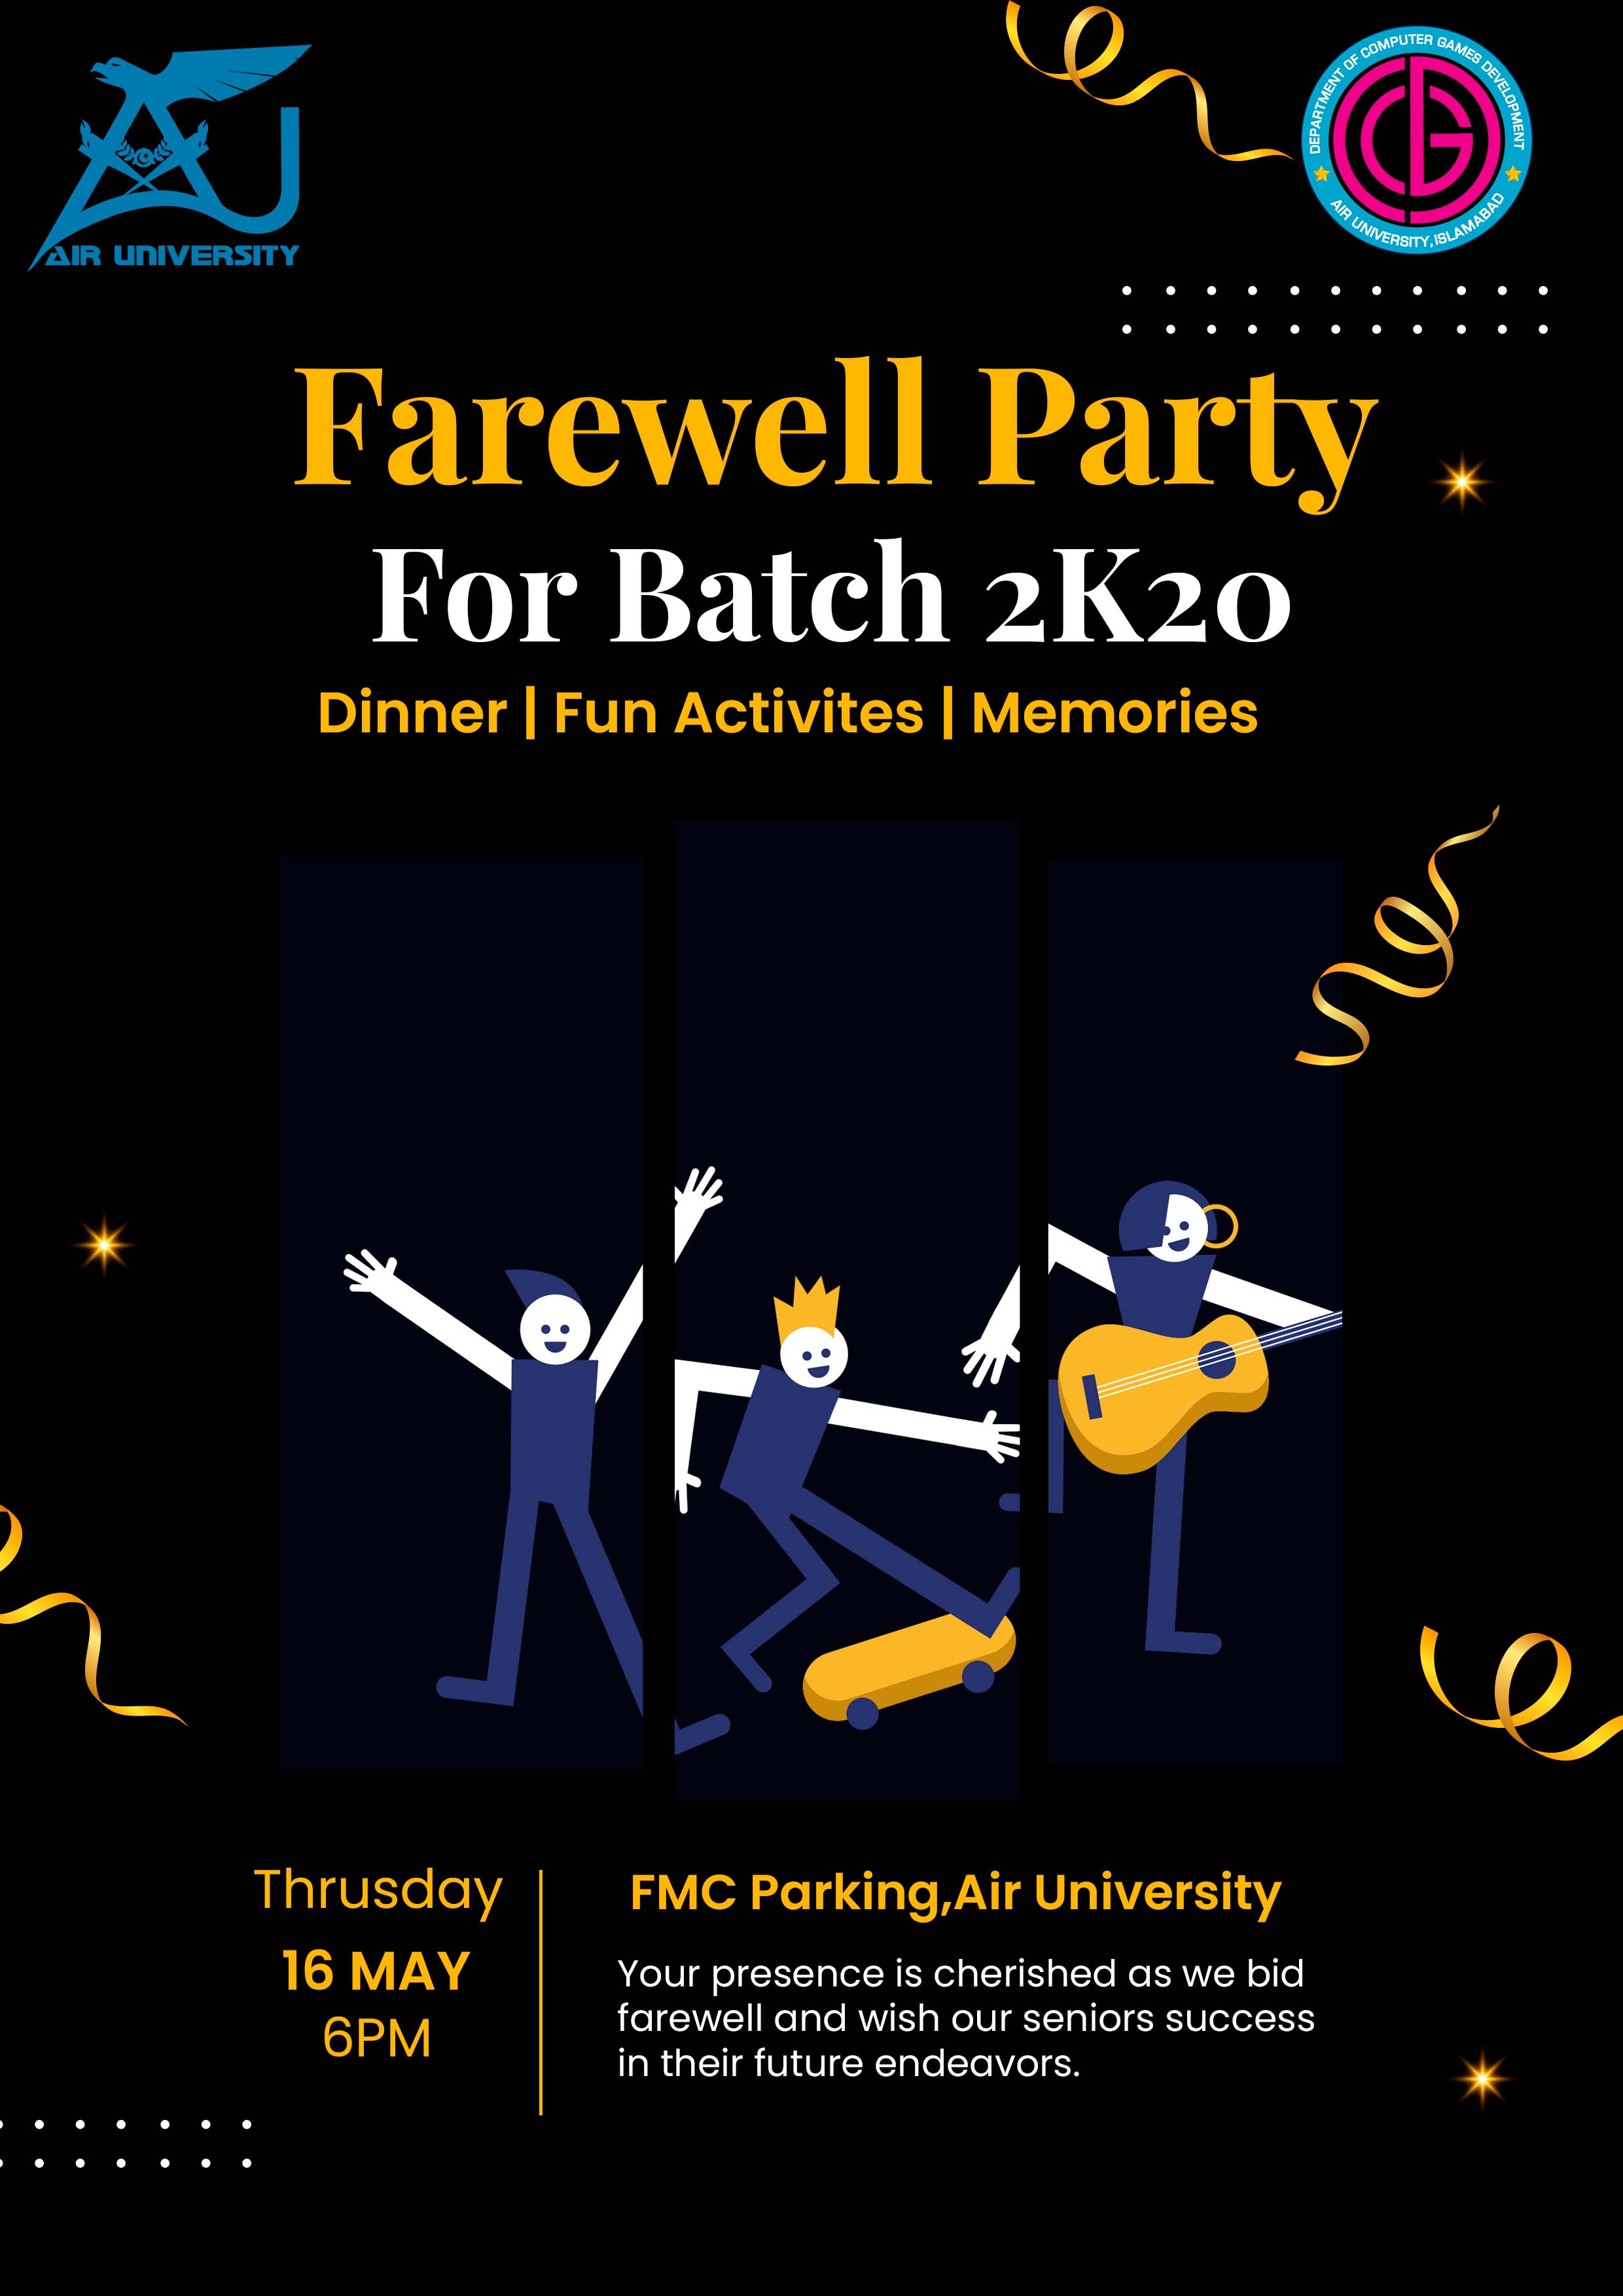 AIR UNIVERSITY
DEPARTMENT OF COMPUTER GAMES DEVELOPMENT
AIR UNIVERSITY, ISLAMABAD
Farewell Party
For Batch 2K20
Dinner | Fun Activites | Memories
Thrusday
16 MAY
6PM
FMC Parking,Air University
Your presence is cherished as we bid
farewell and wish our seniors success
in their future endeavors.